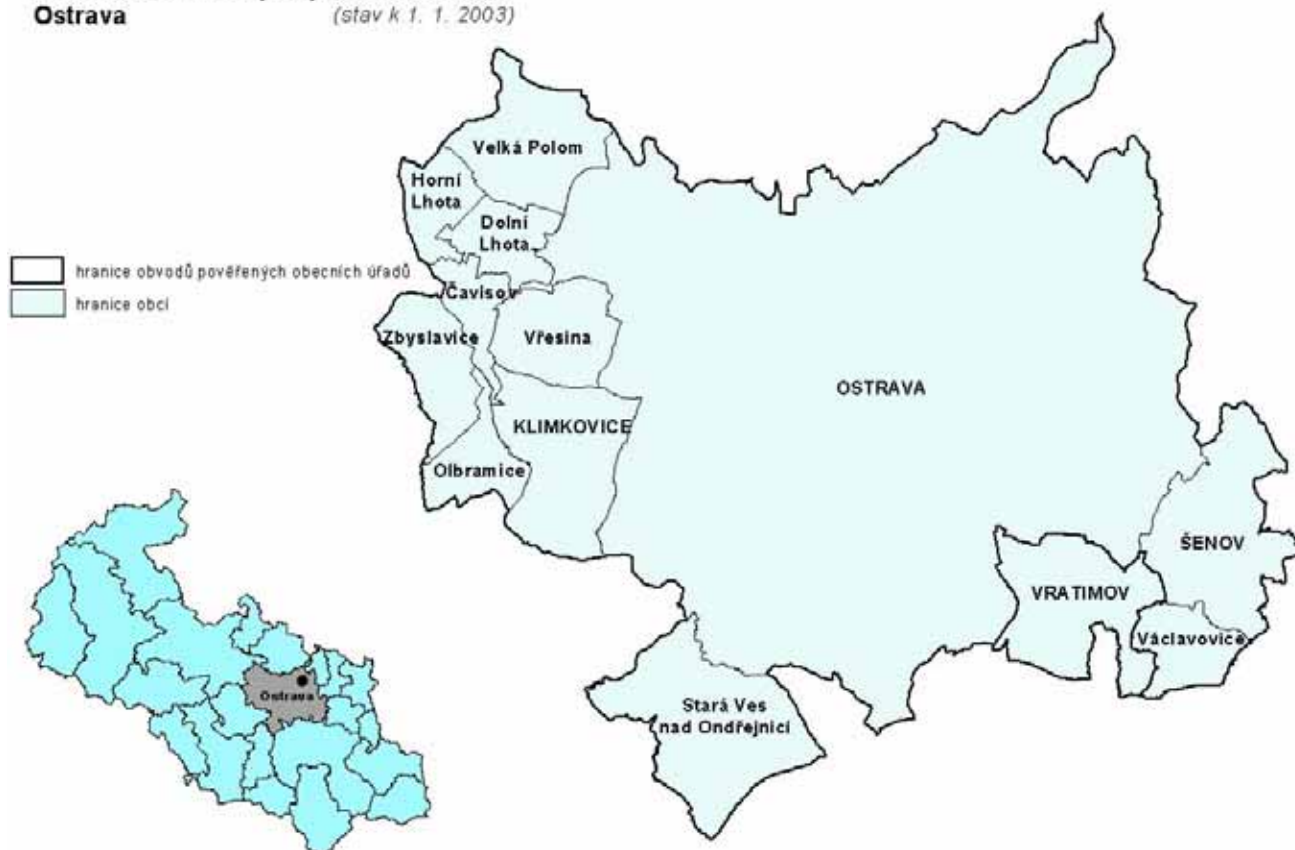 Ostrava
(stav k 1. 1. 2003)
Velká Polom
Horní
Lhota
Dolní
Lhota
hranice obvodů pověřených obecních úřadů
Čavisov
hranice obcí
Zbyslavice
Vřesina
OSTRAVA
KLIMKOVICE
Olbramice
ŠENOV
VRATIMOV
Václavovice
Ostrava
Stará Ves
nad Ondřejnicí